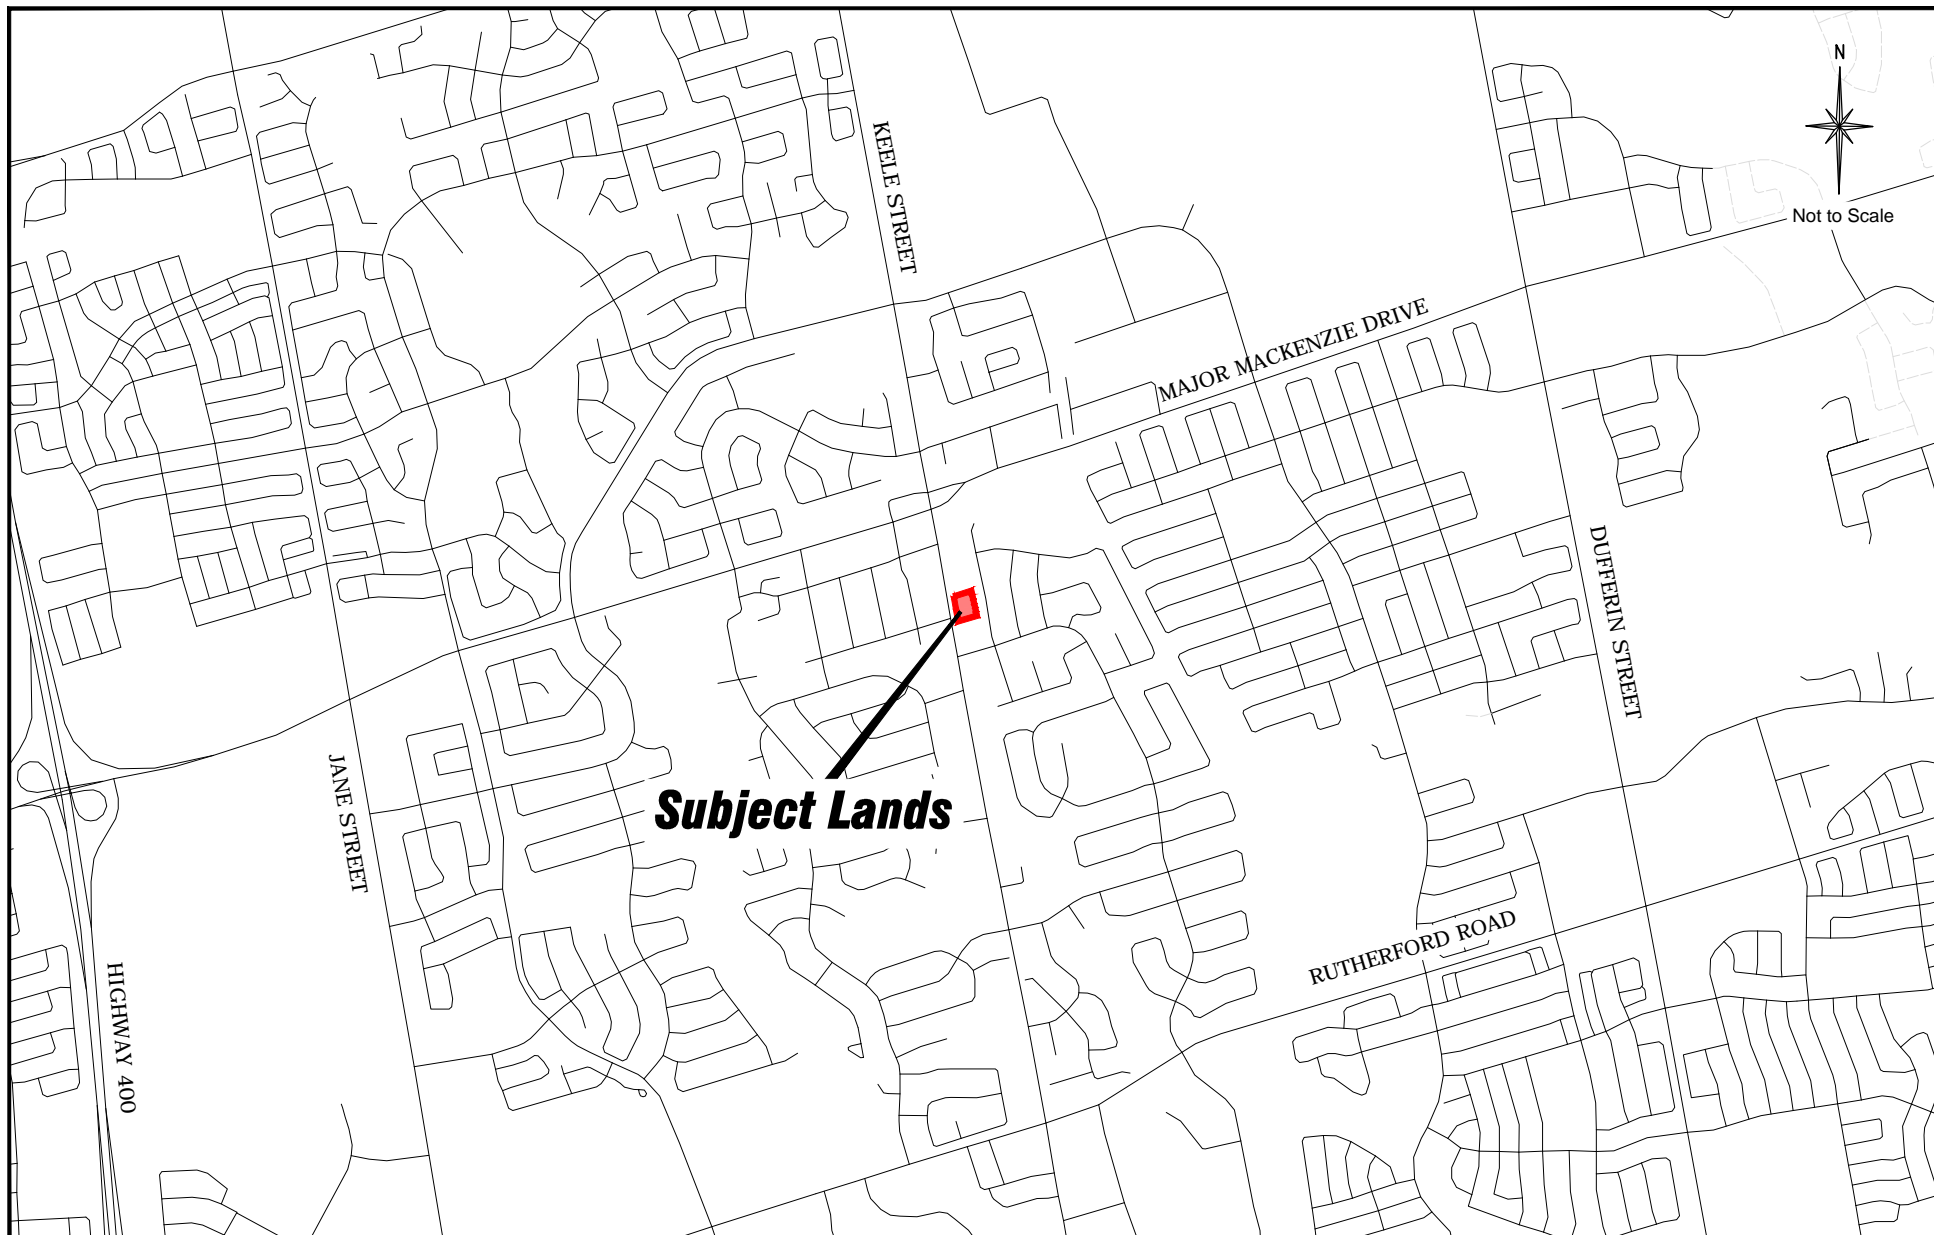 N
Not to Scale
KEELE STREET
MAJOR MACKENZIE DRIVE
DUFFERIN STREET
JANE STREET
Subject Lands
RUTHERFORD ROAD
HIGHWAY 400